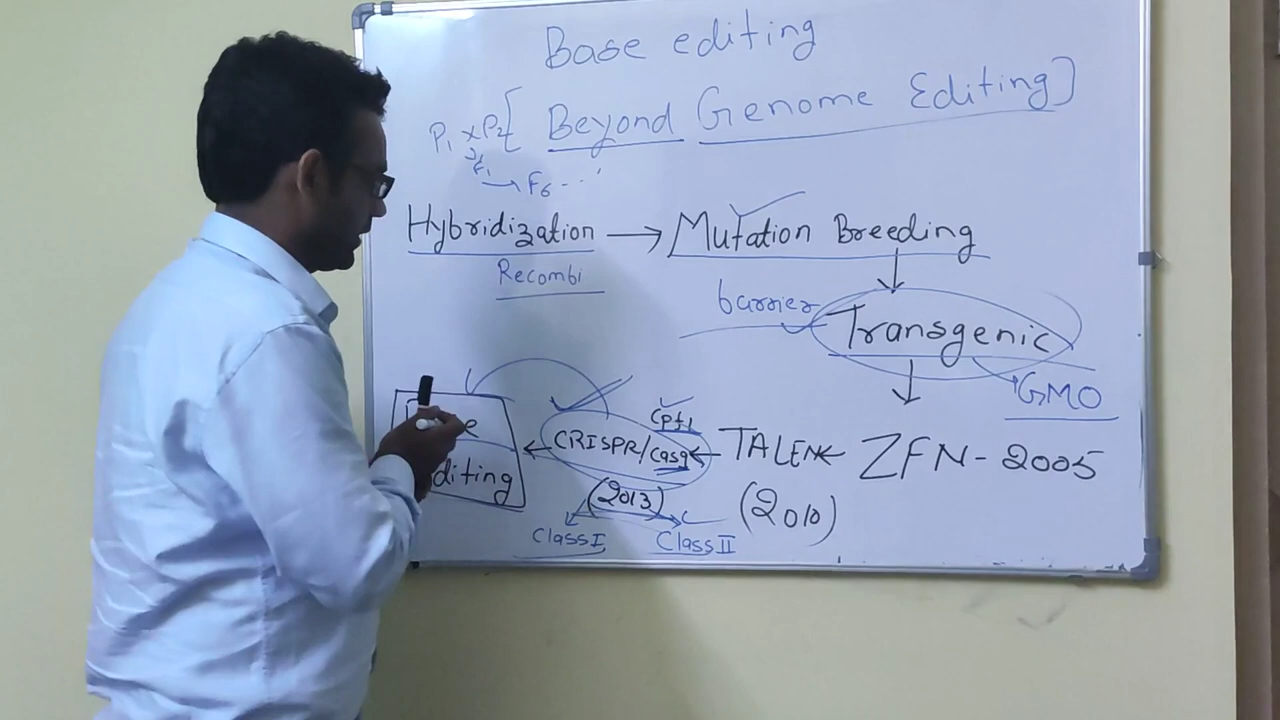 Base editing
P1 x P2 [ Beyond Genome Editing ]
F1 → F6 - - -
Hybridization → Mutation Breeding
Recombi
barrier Transgenic
GMO
Cpf1
editing ← CRISPR/cas9 ← TALEN ← ZFN - 2005
(2013) (2010)
Class I Class II